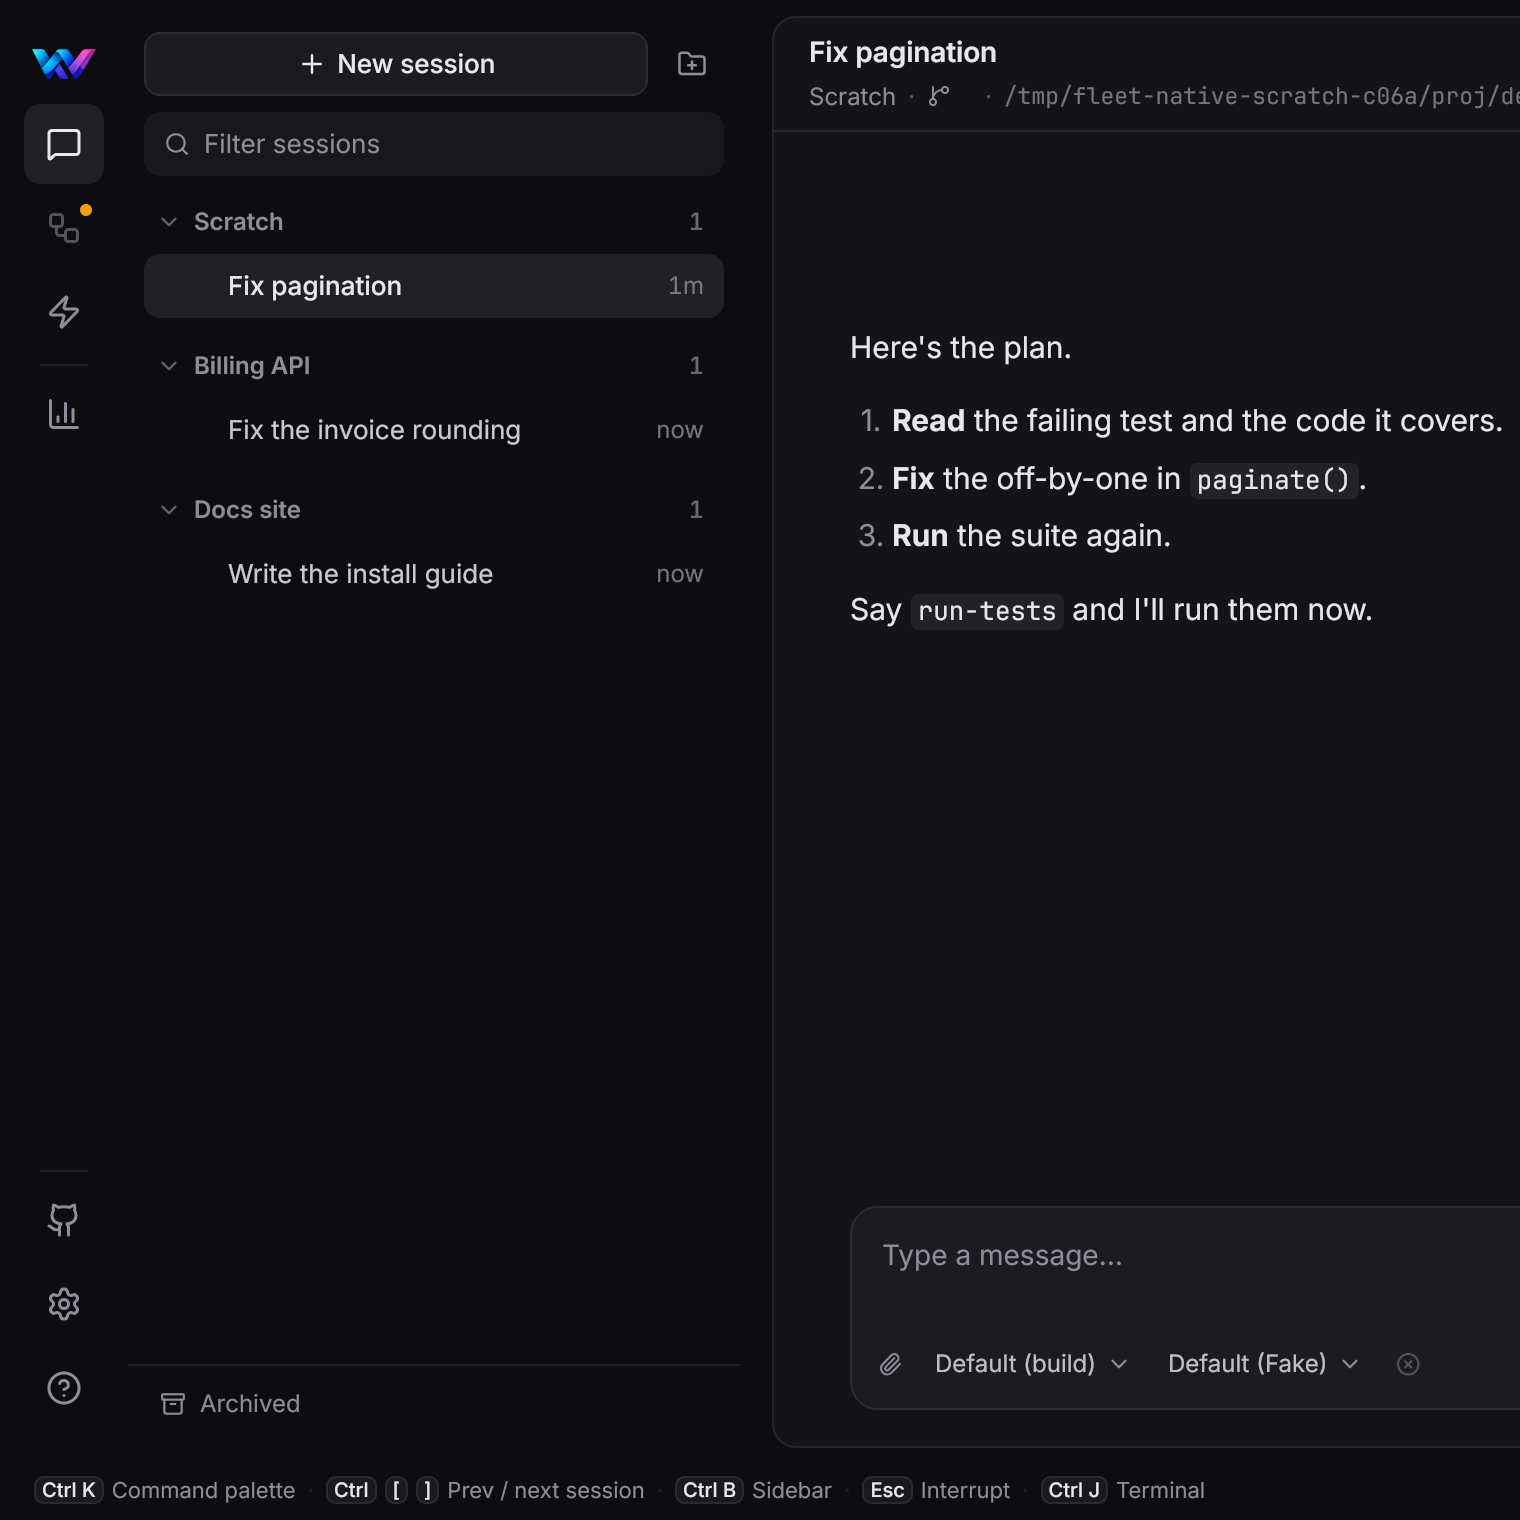 New session
Filter sessions
Scratch 1
Fix pagination 1m
Billing API 1
Fix the invoice rounding now
Docs site 1
Write the install guide now
Archived
Fix pagination
Scratch · · /tmp/fleet-native-scratch-c06a/proj/de
Here's the plan.
1. Read the failing test and the code it covers.
2. Fix the off-by-one in paginate().
3. Run the suite again.
Say run-tests and I'll run them now.
Type a message...
Default (build) Default (Fake)
Ctrl K Command palette · Ctrl [ ] Prev / next session · Ctrl B Sidebar · Esc Interrupt · Ctrl J Terminal